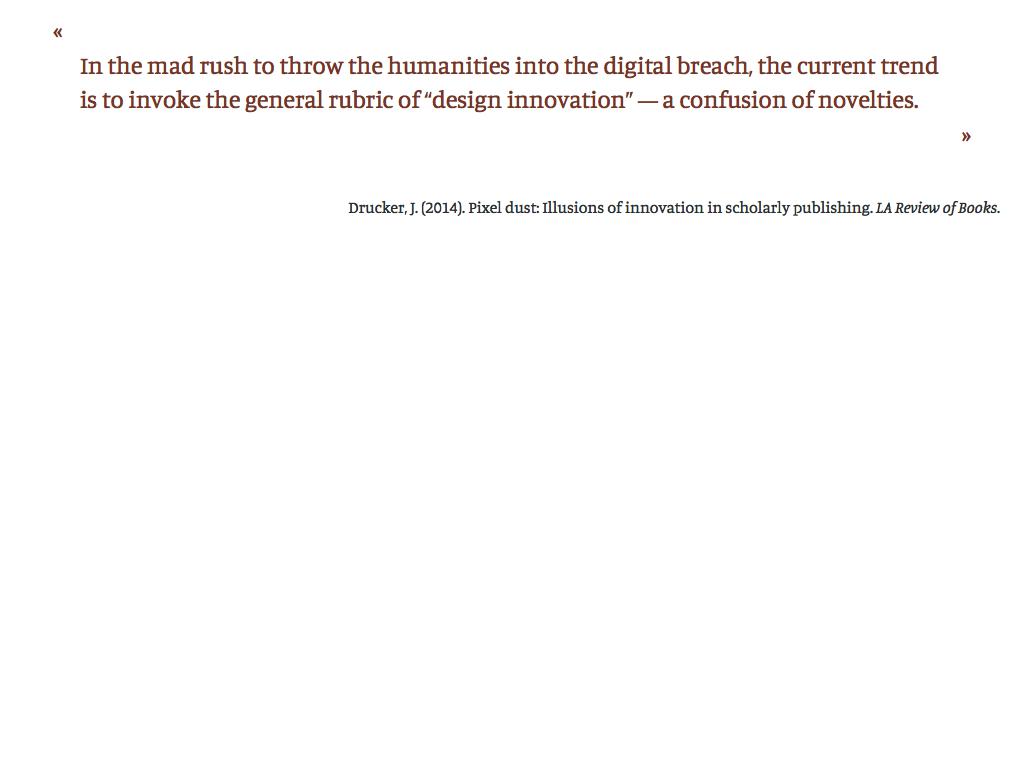 «
In the mad rush to throw the humanities into the digital breach, the current trend
is to invoke the general rubric of “design innovation” — a confusion of novelties.
»
Drucker, J. (2014). Pixel dust: Illusions of innovation in scholarly publishing. LA Review of Books.